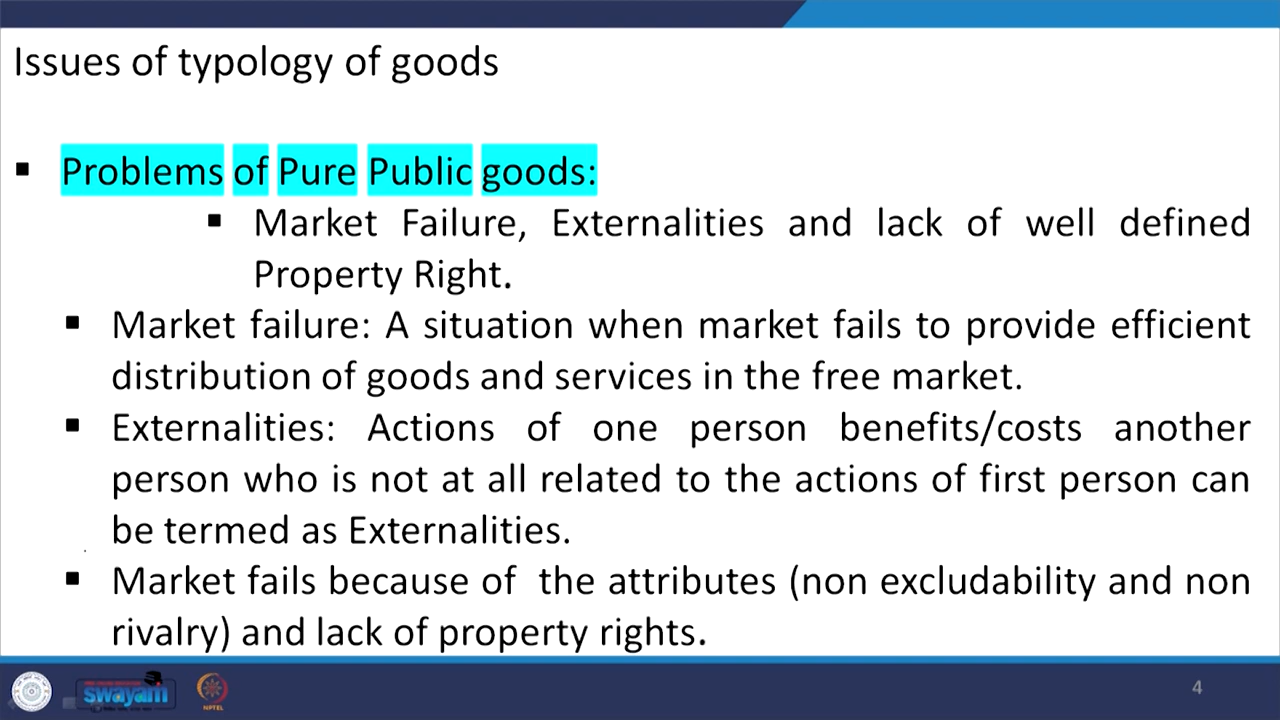 Issues of typology of goods
▪ Problems of Pure Public goods:
▪ Market Failure, Externalities and lack of well defined
Property Right.
▪ Market failure: A situation when market fails to provide efficient
distribution of goods and services in the free market.
▪ Externalities: Actions of one person benefits/costs another
person who is not at all related to the actions of first person can
be termed as Externalities.
▪ Market fails because of the attributes (non excludability and non
rivalry) and lack of property rights.
swayam
NPTEL
4